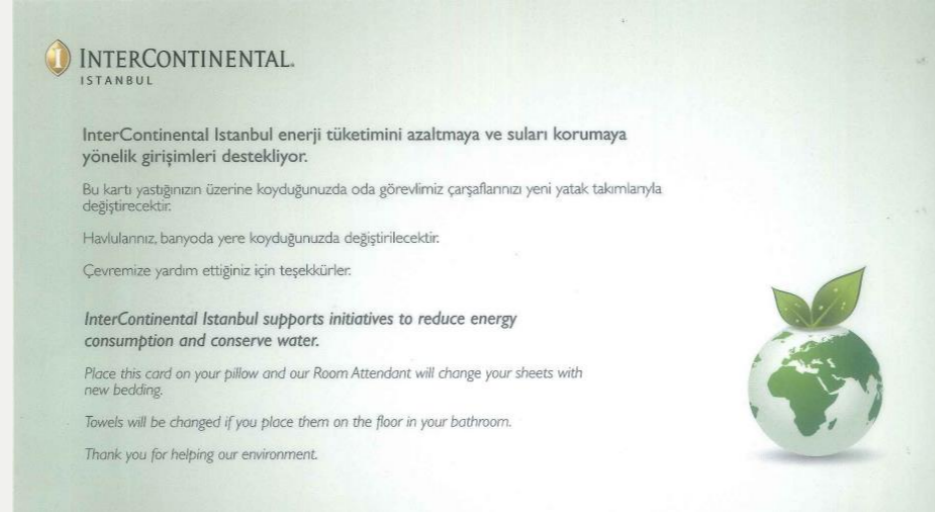 INTERCONTINENTAL.
ISTANBUL
InterContinental Istanbul enerji tüketimini azaltmaya ve suları korumaya
yönelik girişimleri destekliyor.
Bu kartı yastığınızın üzerine koyduğunuzda oda görevlimiz çarşaflarınızı yeni yatak takımlarıyla
değiştirecektir.
Havlularınız, banyoda yere koyduğunuzda değiştirilecektir.
Çevremize yardım ettiğiniz için teşekkürler.
InterContinental Istanbul supports initiatives to reduce energy
consumption and conserve water.
Place this card on your pillow and our Room Attendant will change your sheets with
new bedding.
Towels will be changed if you place them on the floor in your bathroom.
Thank you for helping our environment.